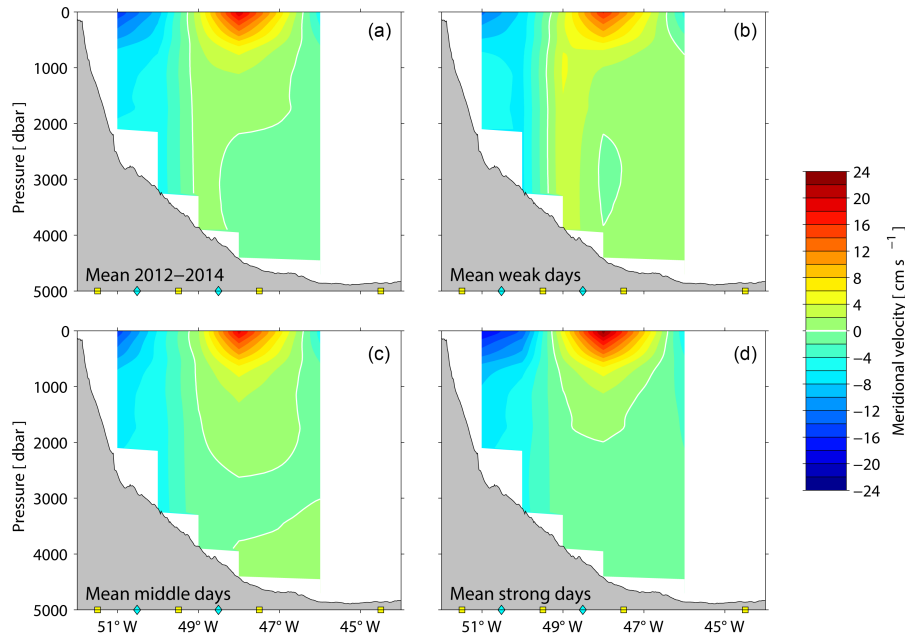 0
1000
2000
3000
4000
5000
Pressure [ dbar]
(a)
Mean 2012–2014
(b)
Mean weak days
0
1000
2000
3000
4000
5000
Pressure [ dbar]
(c)
Mean middle days
51° W
49° W
47° W
45° W
(d)
Mean strong days
51° W
49° W
47° W
45° W
24
20
16
12
8
4
0
−4
−8
−12
−16
−20
−24
Meridional velocity [ cm s −1 ]